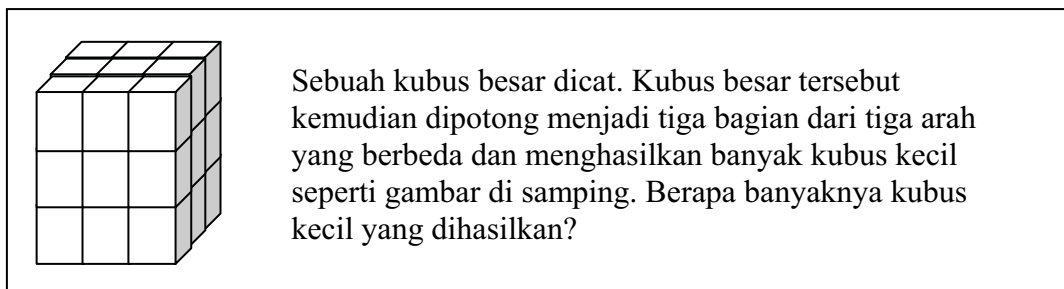 Sebuah kubus besar dicat. Kubus besar tersebut
kemudian dipotong menjadi tiga bagian dari tiga arah
yang berbeda dan menghasilkan banyak kubus kecil
seperti gambar di samping. Berapa banyaknya kubus
kecil yang dihasilkan?